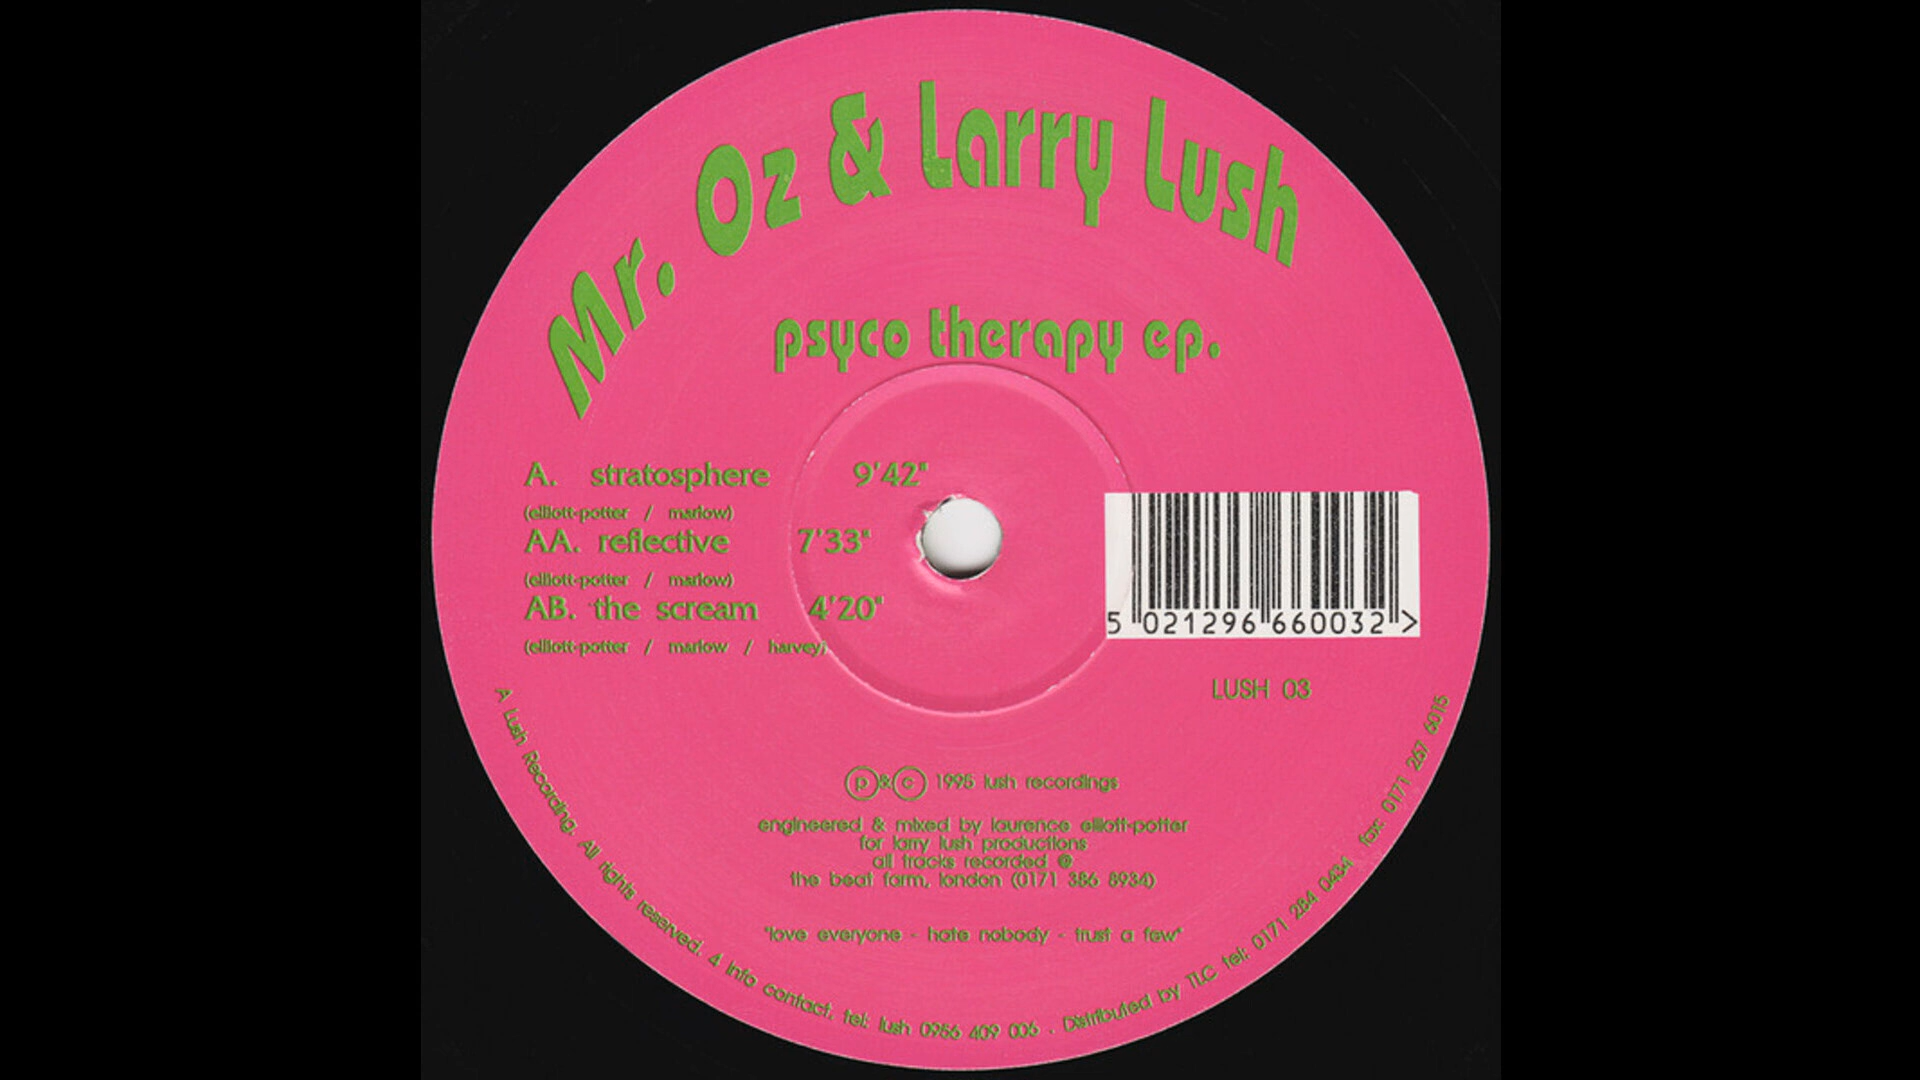 Mr. Oz & Larry Lush
psyco therapy ep.
A. stratosphere 9'42"
(elliott-potter / marlow)
AA. reflective 7'33"
(elliott-potter / marlow)
AB. the scream 4'20"
(elliott-potter / marlow / harvey)
5 021296 660032 >
LUSH 03
p & c 1995 lush recordings
engineered & mixed by laurence elliott-potter
for larry lush productions
all tracks recorded @
the beat farm, london (0171 386 8934)
"love everyone - hate nobody - trust a few"
A Lush Recording. All rights reserved. 4 info contact. tel: lush 0956 409 006 . Distributed by TLC tel: 0171 284 0434 fax: 0171 267 6015